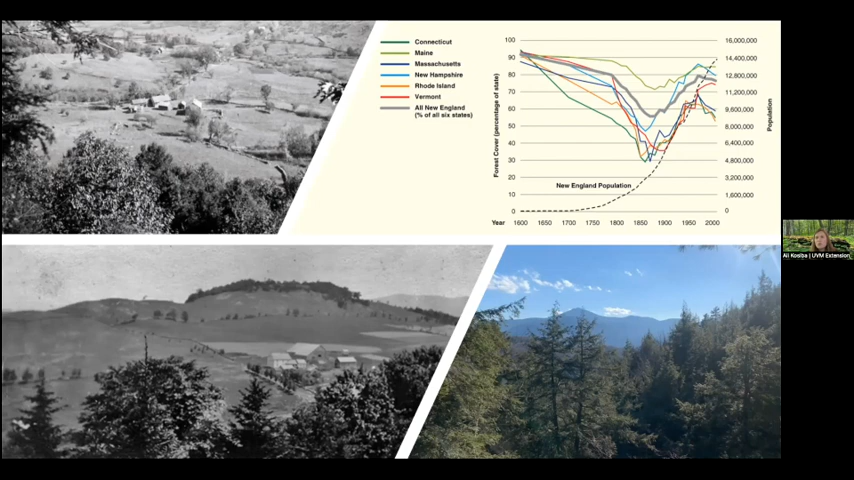 Connecticut
Maine
Massachusetts
New Hampshire
Rhode Island
Vermont
All New England
(% of all six states)
Forest Cover (percentage of state)
100
90
80
70
60
50
40
30
20
10
0
New England Population
16,000,000
14,400,000
12,800,000
11,200,000
9,600,000
8,000,000
6,400,000
4,800,000
3,200,000
1,600,000
0
Population
Year 1600 1650 1700 1750 1800 1850 1900 1950 2000
Ali Kosiba | UVM Extension